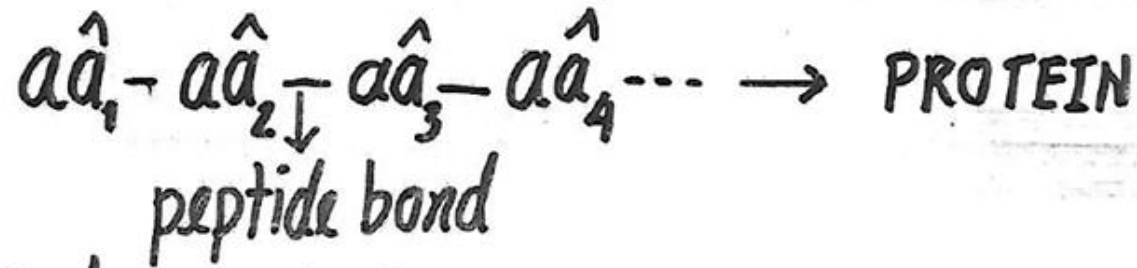 aâ₁ - aâ₂ - aâ₃ - aâ₄ --- → PROTEIN
↓
peptide bond